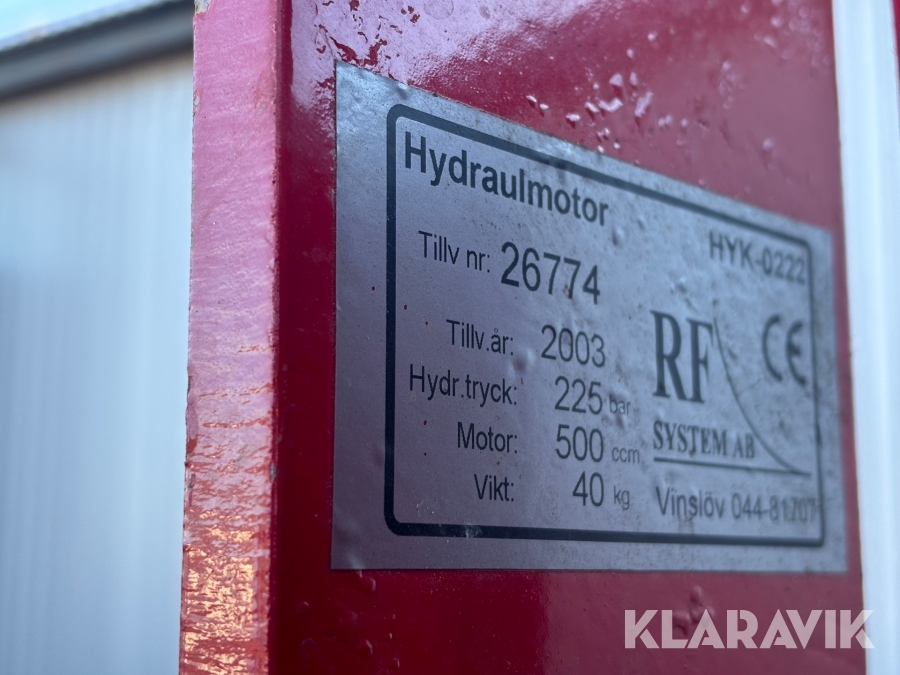 Hydraulmotor
HYK-0222
Tillv nr: 26774
Tillv.år: 2003
Hydr.tryck: 225 bar
Motor: 500 ccm
Vikt: 40 kg
CE
RF
SYSTEM AB
Vinslöv 044-81707
KLARAVIK